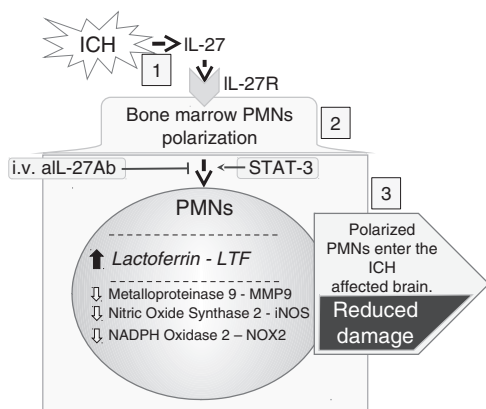 ICH
IL-27
1
IL-27R
Bone marrow PMNs
polarization
2
i.v. aIL-27Ab
STAT-3
PMNs
Lactoferrin - LTF
Metalloproteinase 9 - MMP9
Nitric Oxide Synthase 2 - iNOS
NADPH Oxidase 2 – NOX2
3
Polarized
PMNs enter the
ICH
affected brain.
Reduced
damage